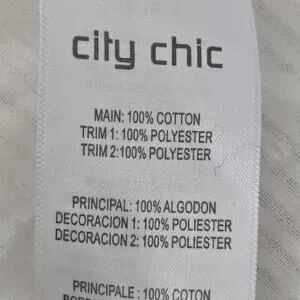 city chic
MAIN: 100% COTTON
TRIM 1: 100% POLYESTER
TRIM 2:100% POLYESTER
PRINCIPAL: 100% ALGODON
DECORACION 1: 100% POLIESTER
DECORACION 2: 100% POLIESTER
PRINCIPALE : 100% COTON